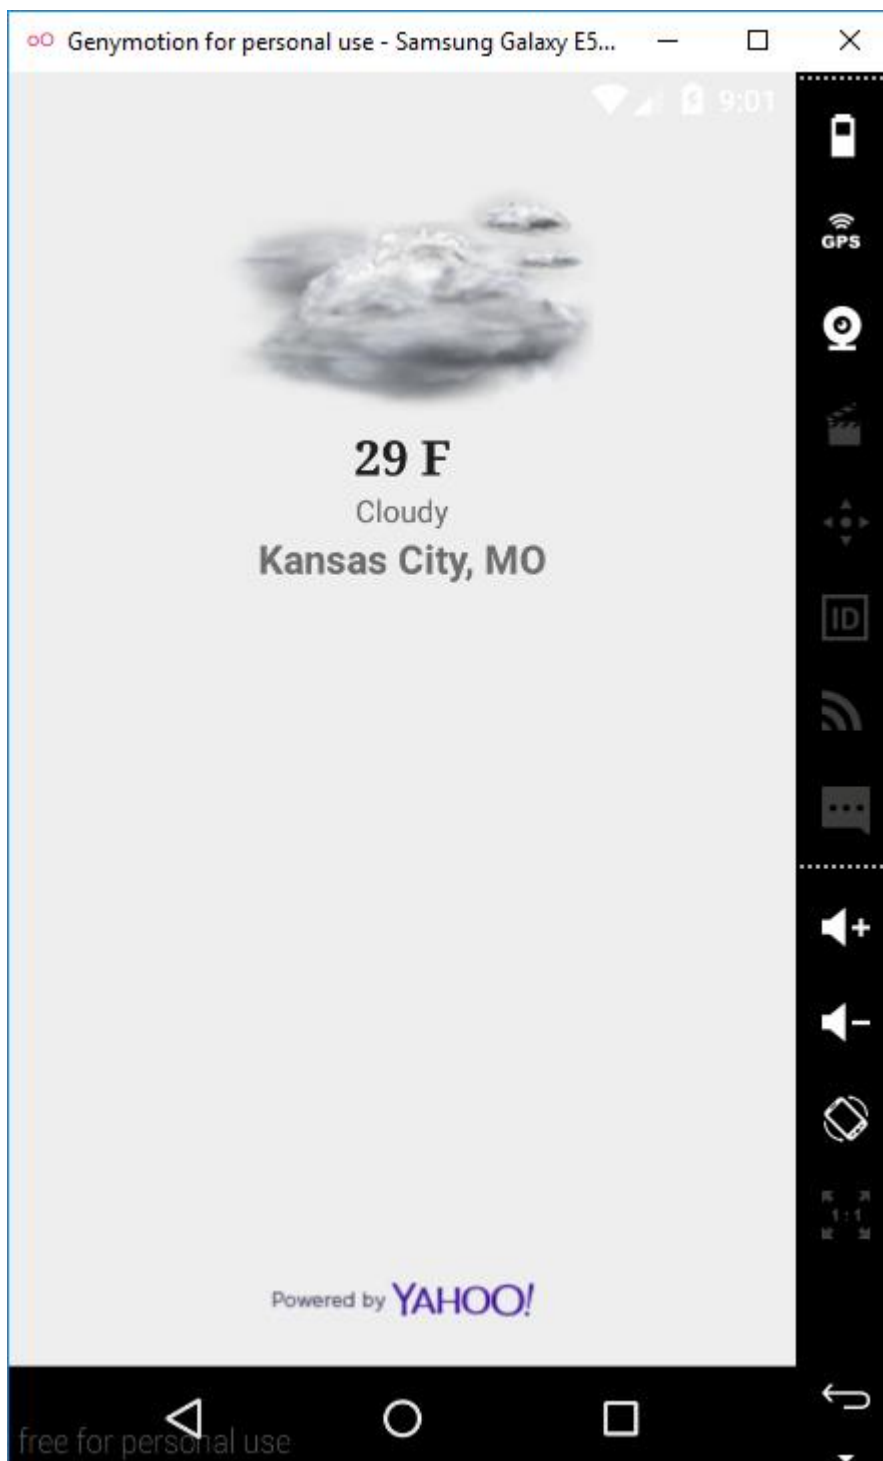 Genymotion for personal use - Samsung Galaxy E5...
9:01
GPS
29 F
Cloudy
Kansas City, MO
ID
1:1
Powered by YAHOO!
free for personal use